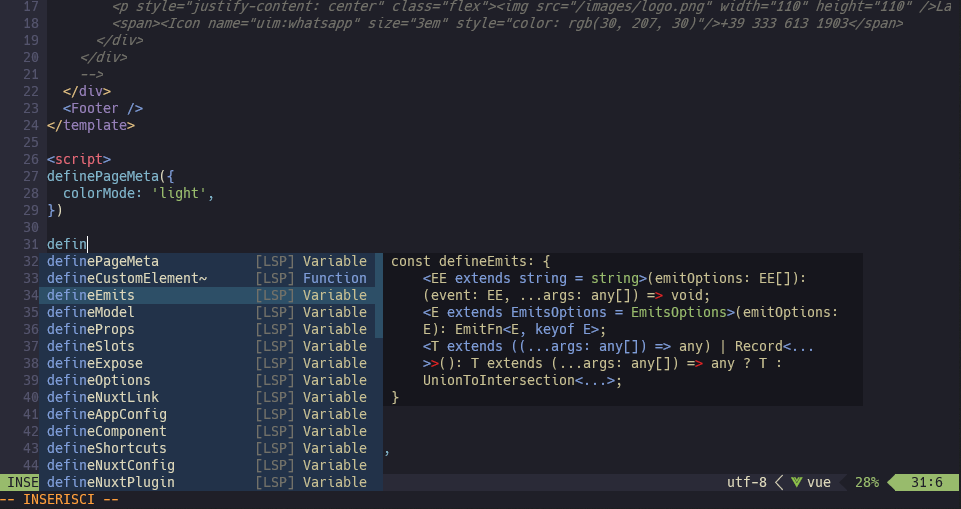 17 <p style="justify-content: center" class="flex"><img src="/images/logo.png" width="110" height="110" />La
18 <span><Icon name="uim:whatsapp" size="3em" style="color: rgb(30, 207, 30)"/>+39 333 613 1903</span>
19 </div>
20 </div>
21 -->
22 </div>
23 <Footer />
24 </template>
25
26 <script>
27 definePageMeta({
28 colorMode: 'light',
29 })
30
31 defin
32 definePageMeta [LSP] Variable const defineEmits: {
33 defineCustomElement~ [LSP] Function <EE extends string = string>(emitOptions: EE[]):
34 defineEmits [LSP] Variable (event: EE, ...args: any[]) => void;
35 defineModel [LSP] Variable <E extends EmitsOptions = EmitsOptions>(emitOptions:
36 defineProps [LSP] Variable E): EmitFn<E, keyof E>;
37 defineSlots [LSP] Variable <T extends ((...args: any[]) => any) | Record<...
38 defineExpose [LSP] Variable >>(): T extends (...args: any[]) => any ? T :
39 defineOptions [LSP] Variable UnionToIntersection<...>;
40 defineNuxtLink [LSP] Variable }
41 defineAppConfig [LSP] Variable
42 defineComponent [LSP] Variable
43 defineShortcuts [LSP] Variable ,
44 defineNuxtConfig [LSP] Variable
INSE defineNuxtPlugin [LSP] Variable utf-8 < vue 28% 31:6
-- INSERISCI --